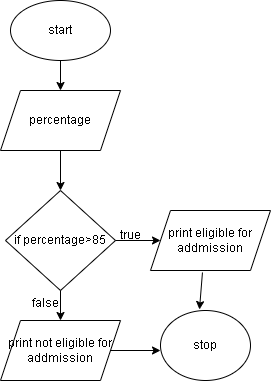 start
percentage
if percentage>85
true
print eligible for
addmission
false
print not eligible for
addmission
stop